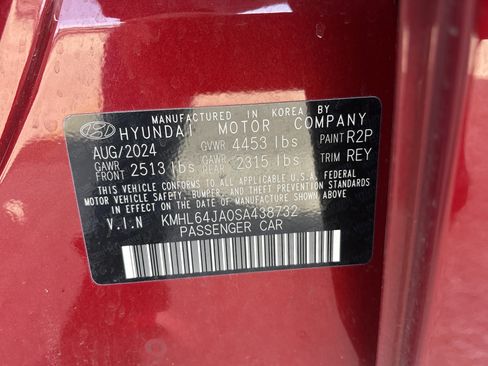 MANUFACTURED IN KOREA BY
HYUNDAI MOTOR COMPANY
AUG/2024 GVWR 4453 lbs PAINT R2P
GAWR FRONT 2513 lbs GAWR REAR 2315 lbs TRIM REY
THIS VEHICLE CONFORMS TO ALL APPLICABLE FEDERAL
MOTOR VEHICLE SAFETY, BUMPER, AND THEFT PREVENTION STANDARDS
IN EFFECT ON THE DATE OF MANUFACTURE SHOWN ABOVE
V.I.N KMHL64JA0SA438732
PASSENGER CAR